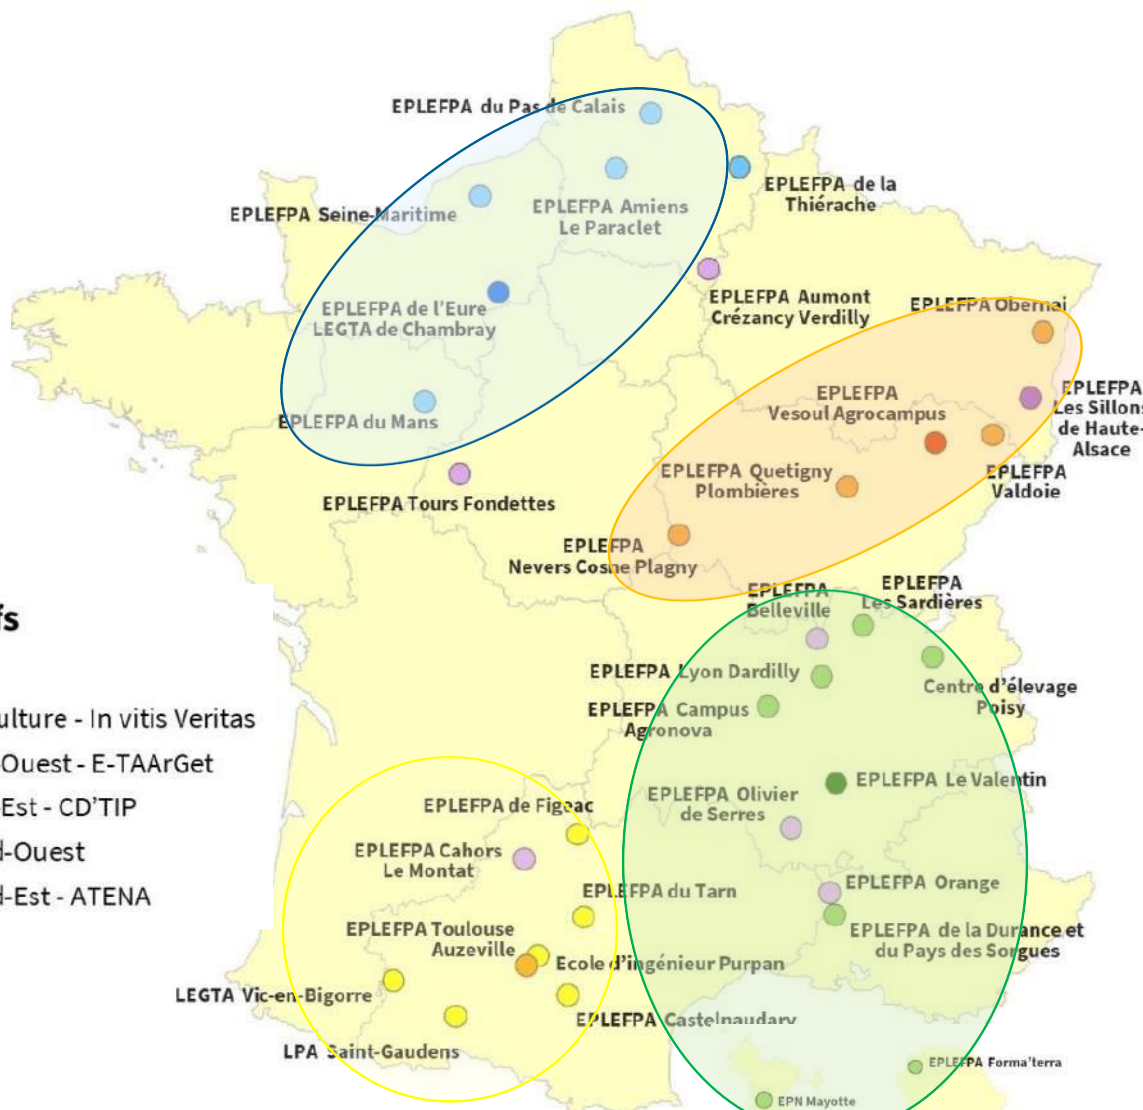 EPLEFPA du Pas de Calais
EPLEFPA de la
Thiérache
EPLEFPA Seine-Maritime
EPLEFPA Amiens
Le Paraclet
EPLEFPA Aumont
Crézancy Verdilly
EPLEFPA de l'Eure
LEGTA de Chambray
EPLEFPA Obernai
EPLEFPA
Les Sillons
de Haute-
Alsace
EPLEFPA
Vesoul Agrocampus
EPLEFPA du Mans
EPLEFPA
Valdoie
EPLEFPA Quetigny
Plombières
EPLEFPA Tours Fondettes
EPLEFPA
Nevers Cosne Plagny
EPLEFPA
Belleville
EPLEFPA
Les Sardières
fs
EPLEFPA Lyon Dardilly
Centre d'élevage
Poisy
EPLEFPA Campus
Agronova
ulture - In vitis Veritas
-Ouest - E-TAArGet
-Est - CD'TIP
d-Ouest
d-Est - ATENA
EPLEFPA Le Valentin
EPLEFPA Olivier
de Serres
EPLEFPA de Figeac
EPLEFPA Cahors
Le Montat
EPLEFPA du Tarn
EPLEFPA Orange
EPLEFPA Toulouse
Auzeville
EPLEFPA de la Durance et
du Pays des Sorgues
Ecole d'ingénieur Purpan
LEGTA Vic-en-Bigorre
EPLEFPA Castelnaudary
LPA Saint-Gaudens
EPLEFPA Forma'terra
EPN Mayotte